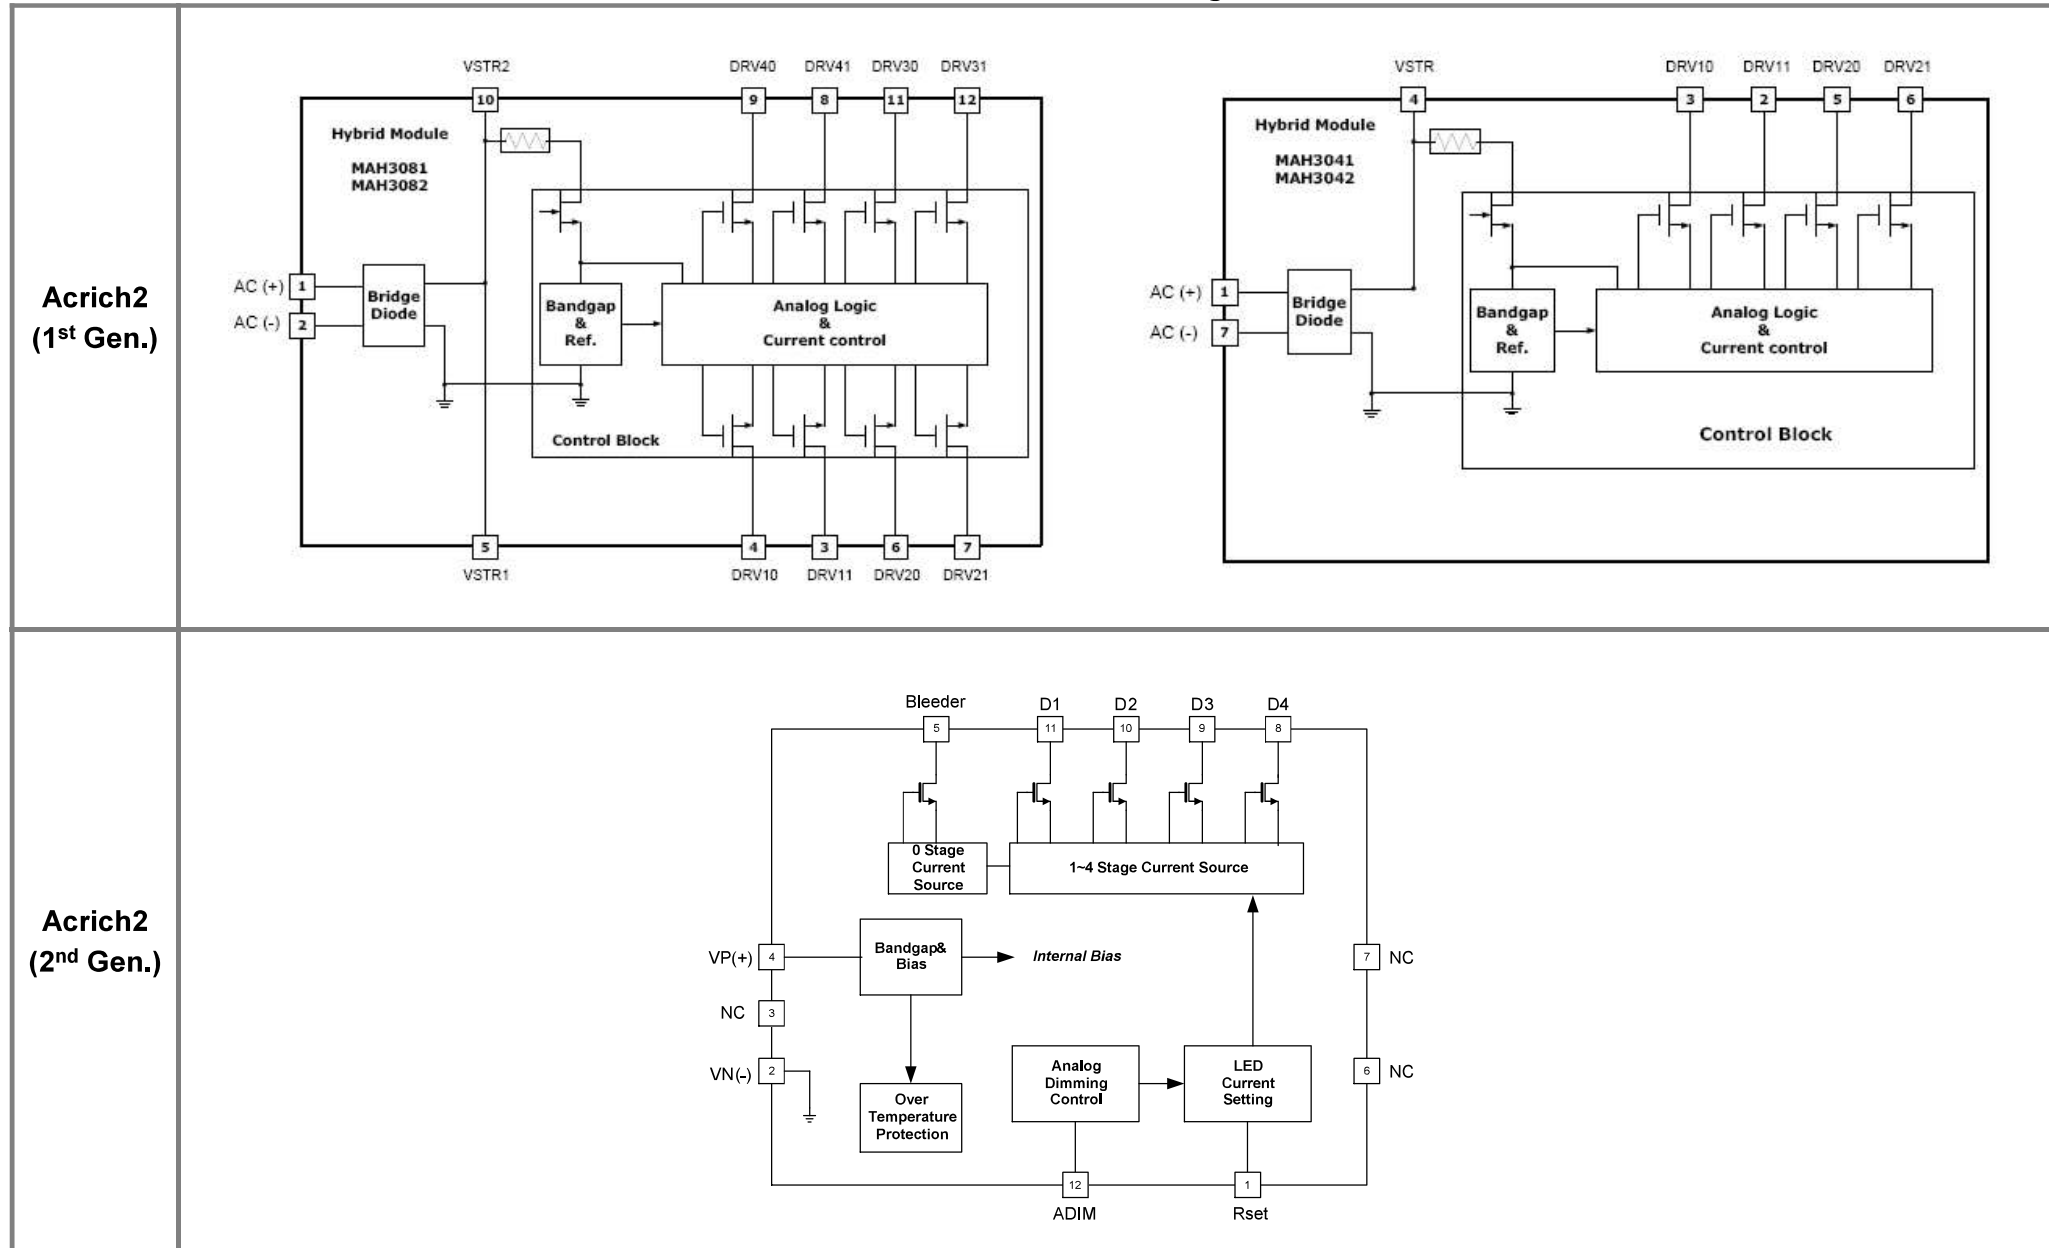 Acrich2
(1st Gen.)
VSTR2
DRV40
DRV41
DRV30
DRV31
10
9
8
11
12
Hybrid Module
MAH3081
MAH3082
AC (+)
1
AC (-)
2
Bridge
Diode
Bandgap
&
Ref.
Analog Logic
&
Current control
Control Block
5
4
3
6
7
VSTR1
DRV10
DRV11
DRV20
DRV21
VSTR
DRV10
DRV11
DRV20
DRV21
4
3
2
5
6
Hybrid Module
MAH3041
MAH3042
AC (+)
1
AC (-)
7
Bridge
Diode
Bandgap
&
Ref.
Analog Logic
&
Current control
Control Block
Acrich2
(2nd Gen.)
Bleeder
D1
D2
D3
D4
5
11
10
9
8
0 Stage
Current
Source
1~4 Stage Current Source
VP(+)
4
Bandgap&
Bias
Internal Bias
7
NC
NC
3
VN(-)
2
Over
Temperature
Protection
Analog
Dimming
Control
LED
Current
Setting
6
NC
12
1
ADIM
Rset